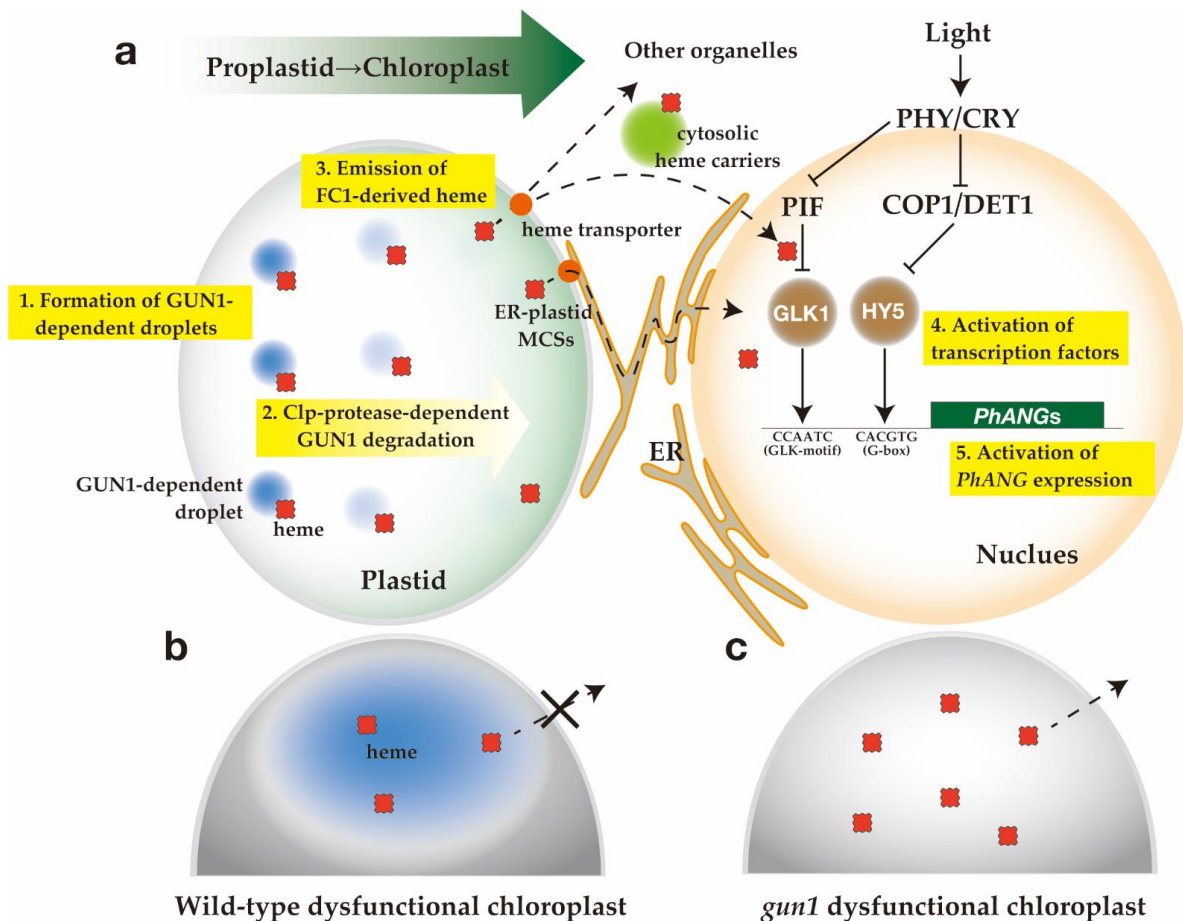 a
Proplastid→Chloroplast
Other organelles
Light
PHY/CRY
cytosolic
heme carriers
3. Emission of
FC1-derived heme
PIF
COP1/DET1
heme transporter
1. Formation of GUN1-
dependent droplets
ER-plastid
MCSs
GLK1
HY5
4. Activation of
transcription factors
2. Clp-protease-dependent
GUN1 degradation
PhANGs
CCAATC
(GLK-motif)
CACGTG
(G-box)
ER
5. Activation of
PhANG expression
GUN1-dependent
droplet
heme
Nuclues
Plastid
b
heme
Wild-type dysfunctional chloroplast
c
gun1 dysfunctional chloroplast